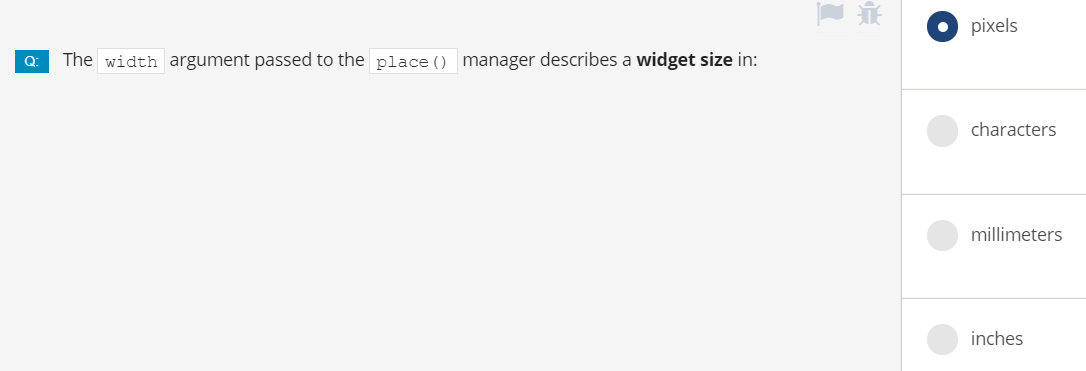 Q: The width argument passed to the place() manager describes a widget size in:
pixels
characters
millimeters
inches